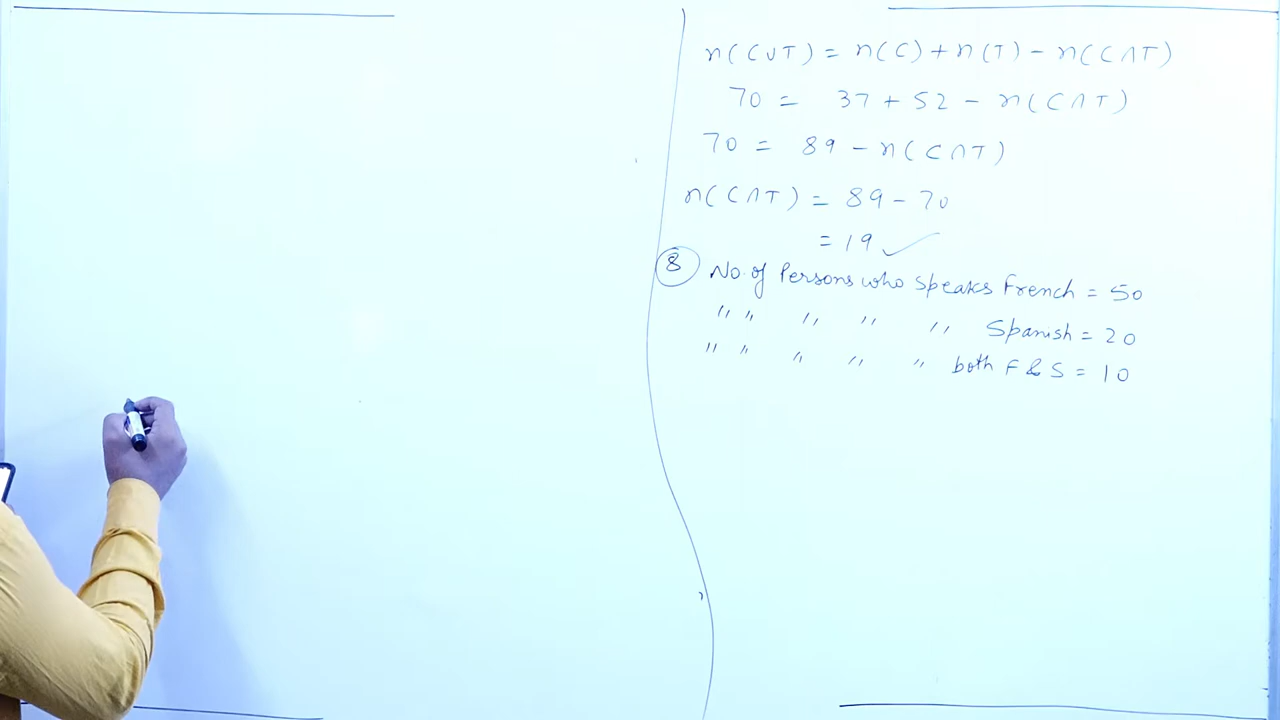 n(C∪T) = n(C) + n(T) - n(C∩T)
70 = 37 + 52 - n(C∩T)
70 = 89 - n(C∩T)
n(C∩T) = 89 - 70
= 19 ✓
8 No. of Persons who speaks French = 50
" " " " " Spanish = 20
" " " " " both F & S = 10